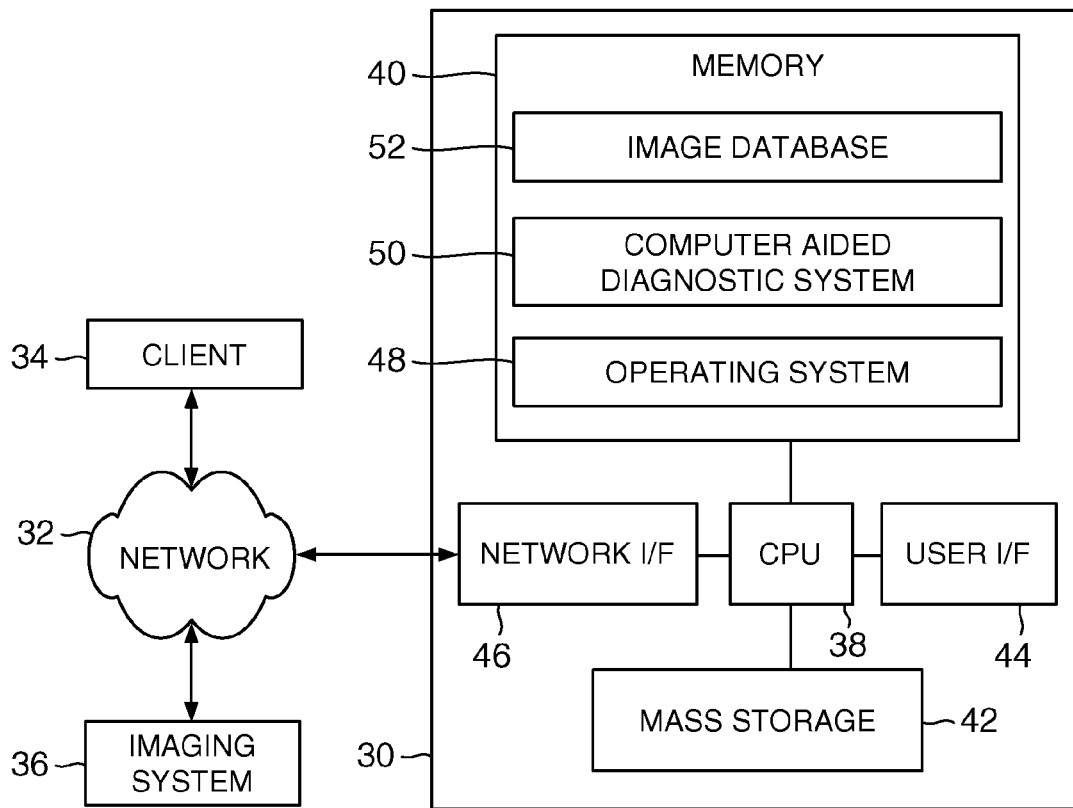 40
MEMORY
52
IMAGE DATABASE
50
COMPUTER AIDED
DIAGNOSTIC SYSTEM
34
CLIENT
48
OPERATING SYSTEM
32
NETWORK
NETWORK I/F
CPU
USER I/F
46
38
44
36
IMAGING
SYSTEM
30
MASS STORAGE
42